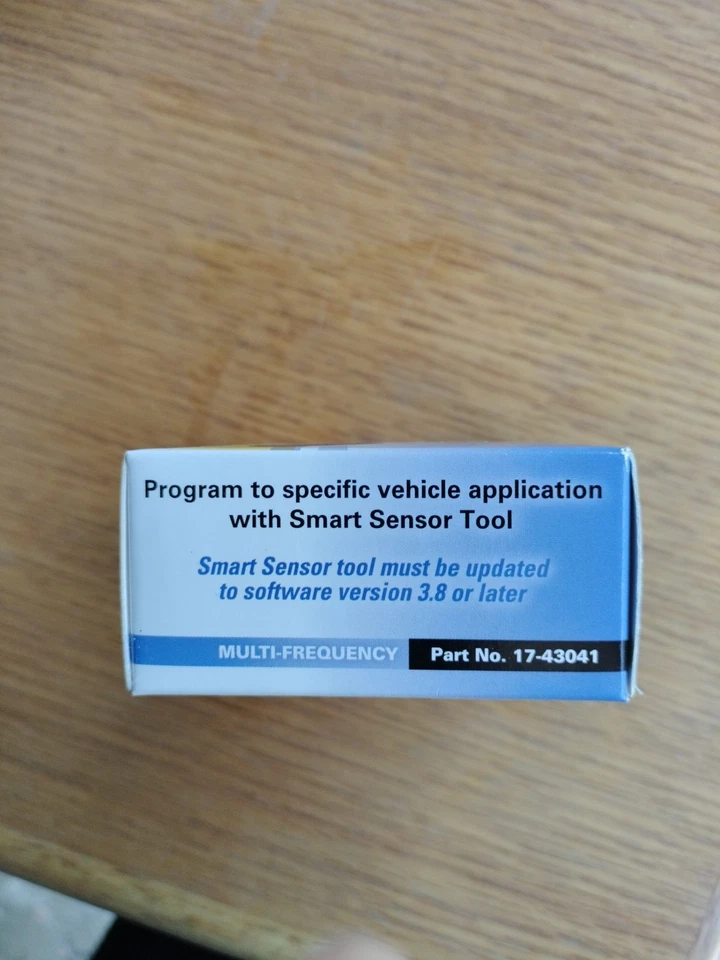 Program to specific vehicle application
with Smart Sensor Tool
Smart Sensor tool must be updated
to software version 3.8 or later
MULTI-FREQUENCY
Part No. 17-43041